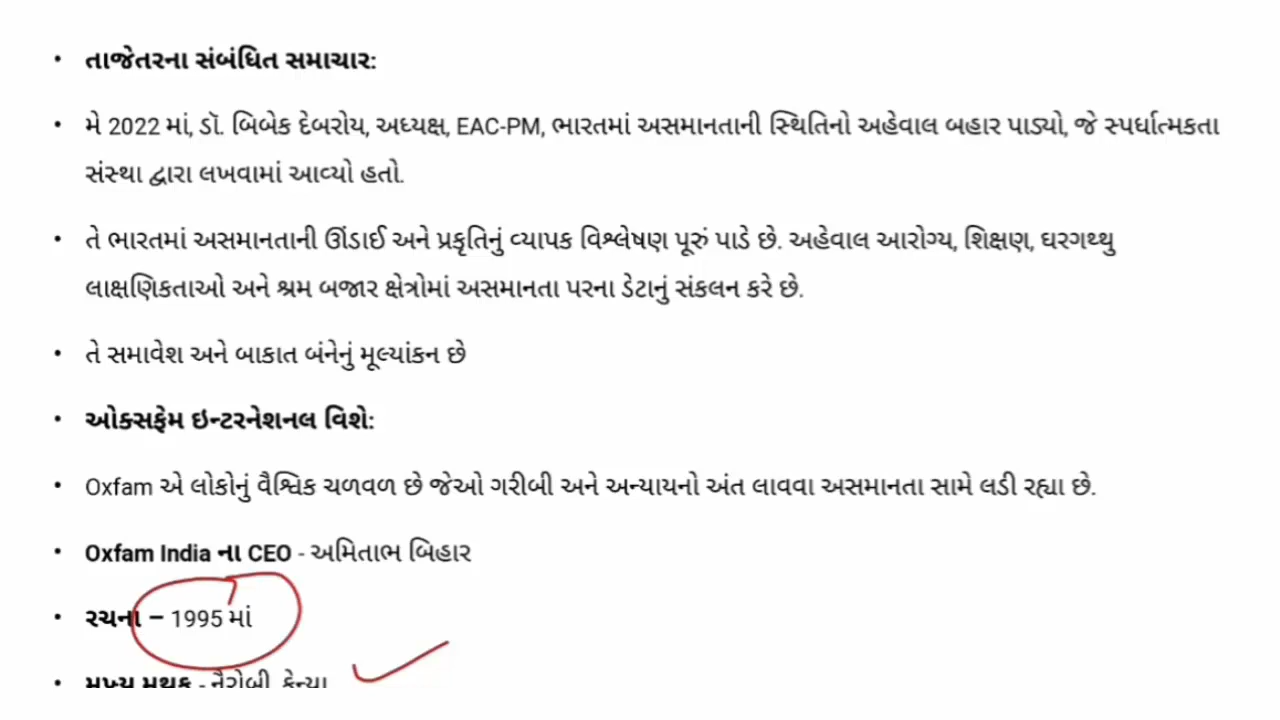 • તાજેતરના સંબંધિત સમાચાર:
• મે 2022 માં, ડૉ. બિબેક દેબરોય, અધ્યક્ષ, EAC-PM, ભારતમાં અસમાનતાની સ્થિતિનો અહેવાલ બહાર પાડ્યો, જે સ્પર્ધાત્મકતા
સંસ્થા દ્વારા લખવામાં આવ્યો હતો.
• તે ભારતમાં અસમાનતાની ઊંડાઈ અને પ્રકૃતિનું વ્યાપક વિશ્લેષણ પૂરું પાડે છે. અહેવાલ આરોગ્ય, શિક્ષણ, ઘરગથ્થુ
લાક્ષણિકતાઓ અને શ્રમ બજાર ક્ષેત્રોમાં અસમાનતા પરના ડેટાનું સંકલન કરે છે.
• તે સમાવેશ અને બાકાત બંનેનું મૂલ્યાંકન છે
• ઓક્સફેમ ઇન્ટરનેશનલ વિશે:
• Oxfam એ લોકોનું વૈશ્વિક ચળવળ છે જેઓ ગરીબી અને અન્યાયનો અંત લાવવા અસમાનતા સામે લડી રહ્યા છે.
• Oxfam India ના CEO - અમિતાભ બિહાર
• રચના – 1995 માં
• મુખ્ય મથક - નૈરોબી, કેન્યા